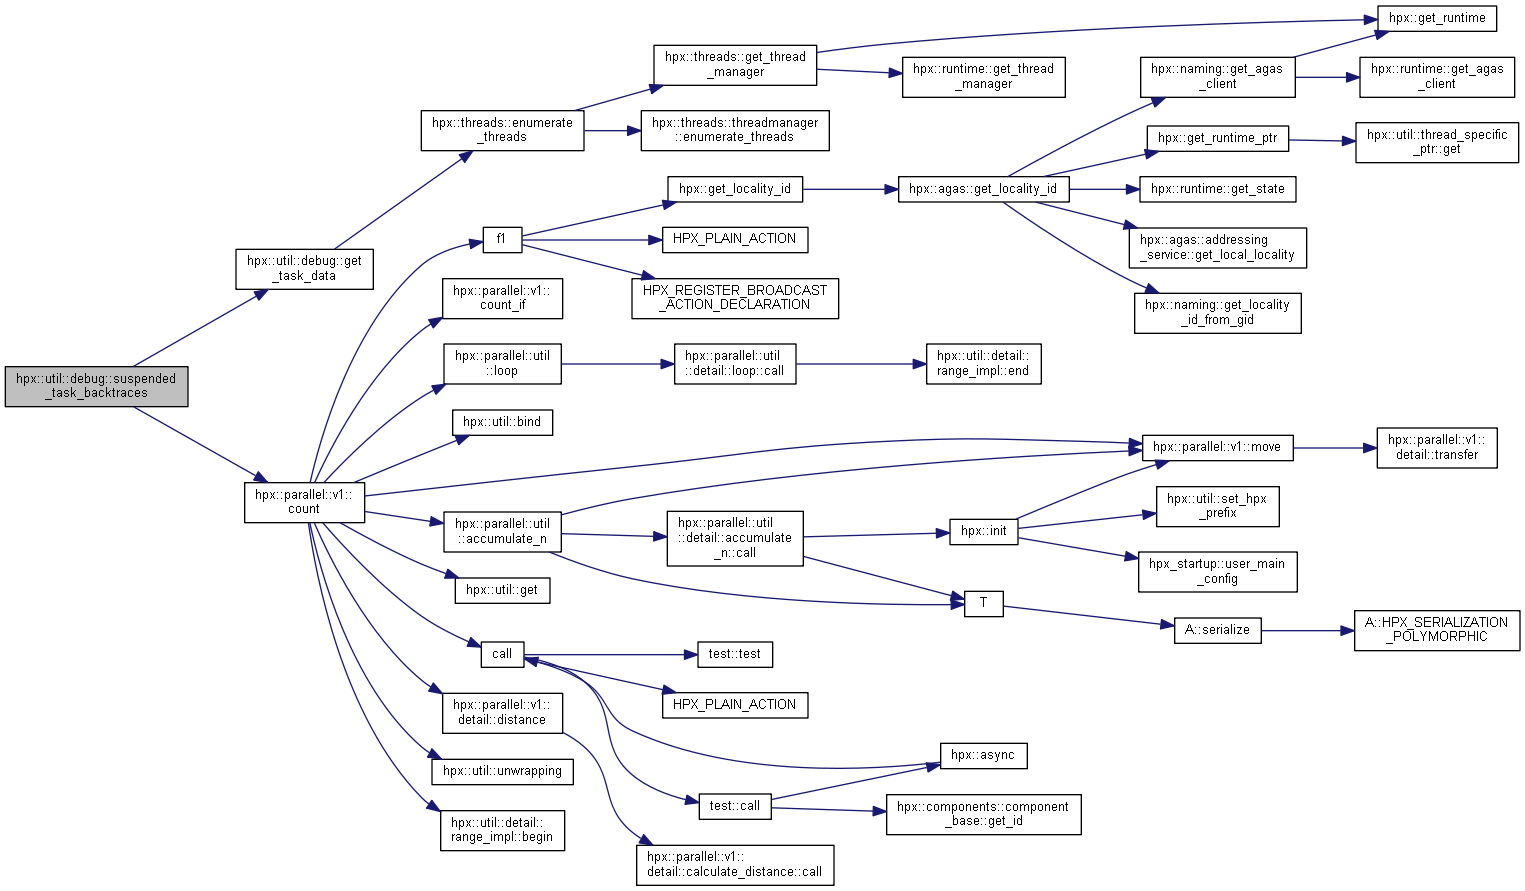 hpx::get_runtime
hpx::threads::get_thread
_manager
hpx::runtime::get_thread
_manager
hpx::naming::get_agas
_client
hpx::runtime::get_agas
_client
hpx::threads::enumerate
_threads
hpx::threads::threadmanager
::enumerate_threads
hpx::get_runtime_ptr
hpx::util::thread_specific
_ptr::get
hpx::get_locality_id
hpx::agas::get_locality_id
hpx::runtime::get_state
f1
HPX_PLAIN_ACTION
hpx::agas::addressing
_service::get_local_locality
hpx::util::debug::get
_task_data
HPX_REGISTER_BROADCAST
_ACTION_DECLARATION
hpx::naming::get_locality
_id_from_gid
hpx::parallel::v1::
count_if
hpx::parallel::util
::loop
hpx::parallel::util
::detail::loop::call
hpx::util::detail::
range_impl::end
hpx::util::debug::suspended
_task_backtraces
hpx::util::bind
hpx::parallel::v1::move
hpx::parallel::v1::
detail::transfer
hpx::parallel::v1::
count
hpx::util::set_hpx
_prefix
hpx::parallel::util
::accumulate_n
hpx::parallel::util
::detail::accumulate
_n::call
hpx::init
hpx_startup::user_main
_config
hpx::util::get
T
A::serialize
A::HPX_SERIALIZATION
_POLYMORPHIC
call
test::test
HPX_PLAIN_ACTION
hpx::parallel::v1::
detail::distance
hpx::async
hpx::util::unwrapping
test::call
hpx::components::component
_base::get_id
hpx::util::detail::
range_impl::begin
hpx::parallel::v1::
detail::calculate_distance::call